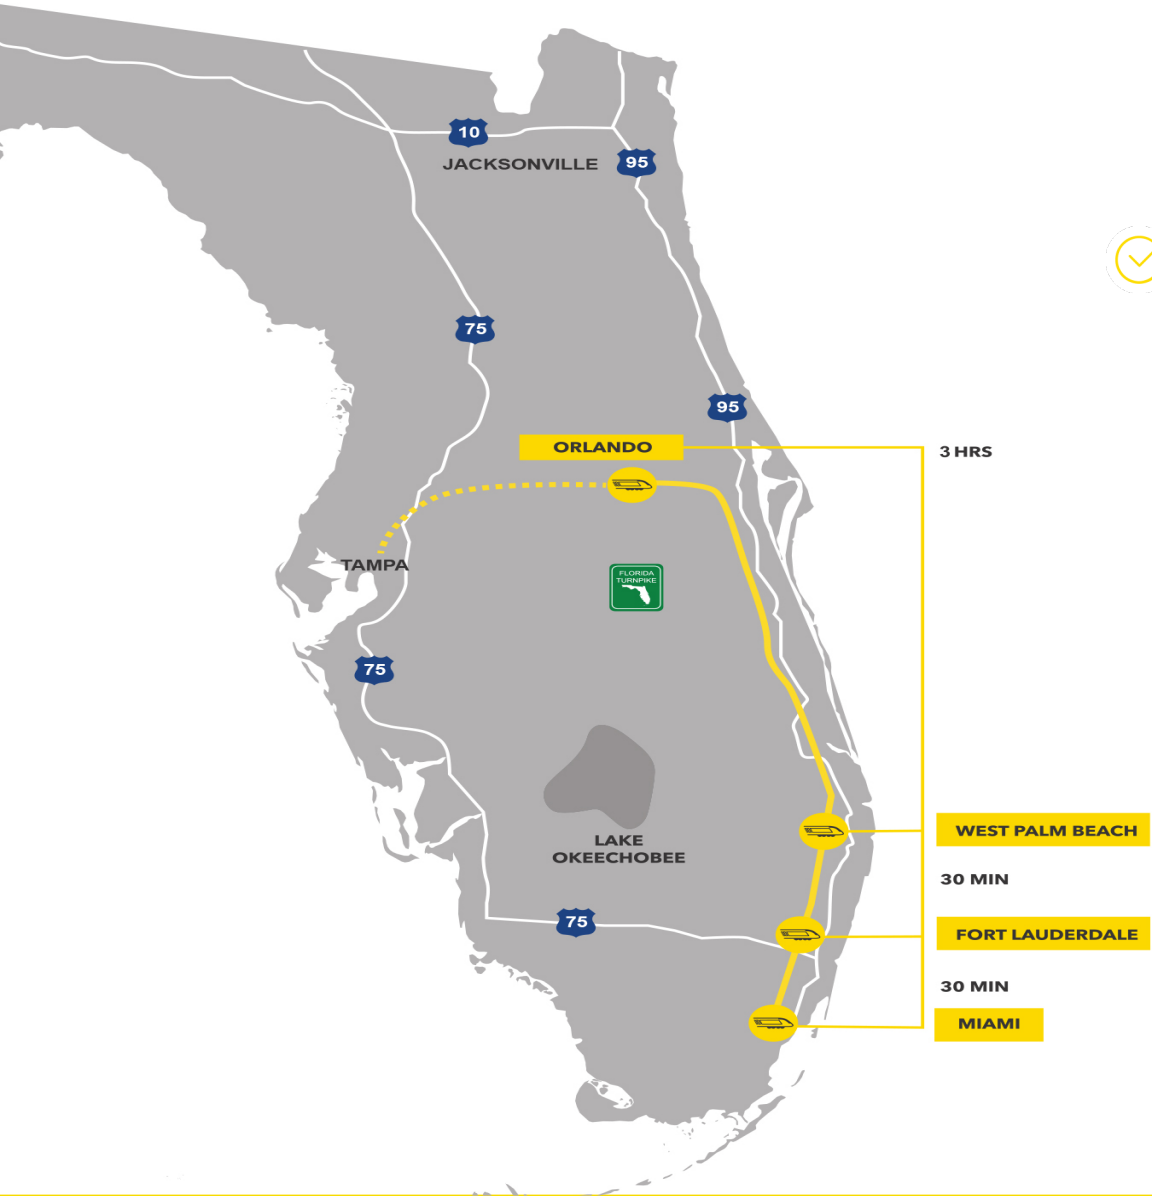 10
JACKSONVILLE
95
75
95
ORLANDO
3 HRS
TAMPA
FLORIDA
TURNPIKE
75
WEST PALM BEACH
LAKE
OKEECHOBEE
30 MIN
75
FORT LAUDERDALE
30 MIN
MIAMI